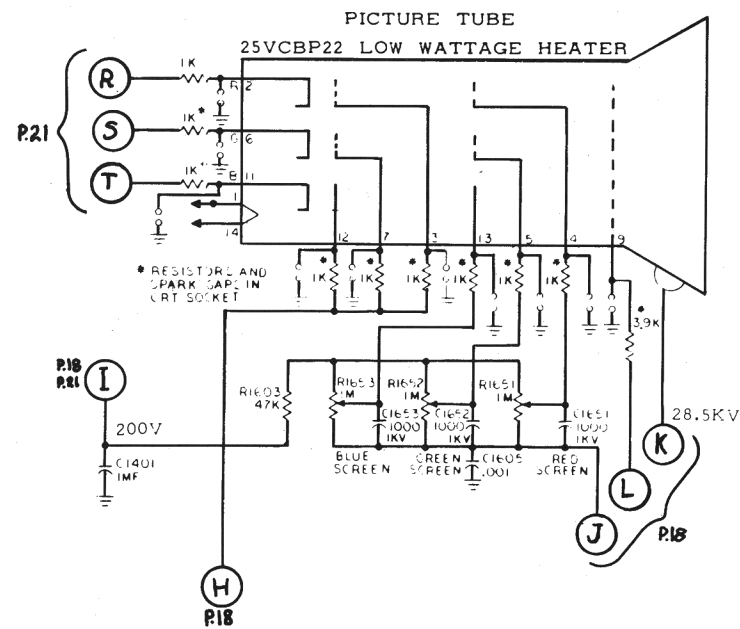 PICTURE TUBE
25VCBP22 LOW WATTAGE HEATER
R
1K
R 2
S
1K*
G 6
P.21
T
1K
B 11
1
14
12 7 3 13 5 4 9
* RESISTORS AND
SPARK GAPS IN
CRT SOCKET
* 1K
* 1K
* 1K
* 1K
* 1K
* 1K
* 3.9K
P.18
P.21
I
200V
C1401
1MF
R1603
47K
R1653
1M
C1653
1000
1KV
BLUE
SCREEN
R1652
1M
C1652
1000
1KV
GREEN
SCREEN
C1605
.001
R1651
1M
C1651
1000
1KV
RED
SCREEN
28.5KV
K
L
J
P.18
H
P.18